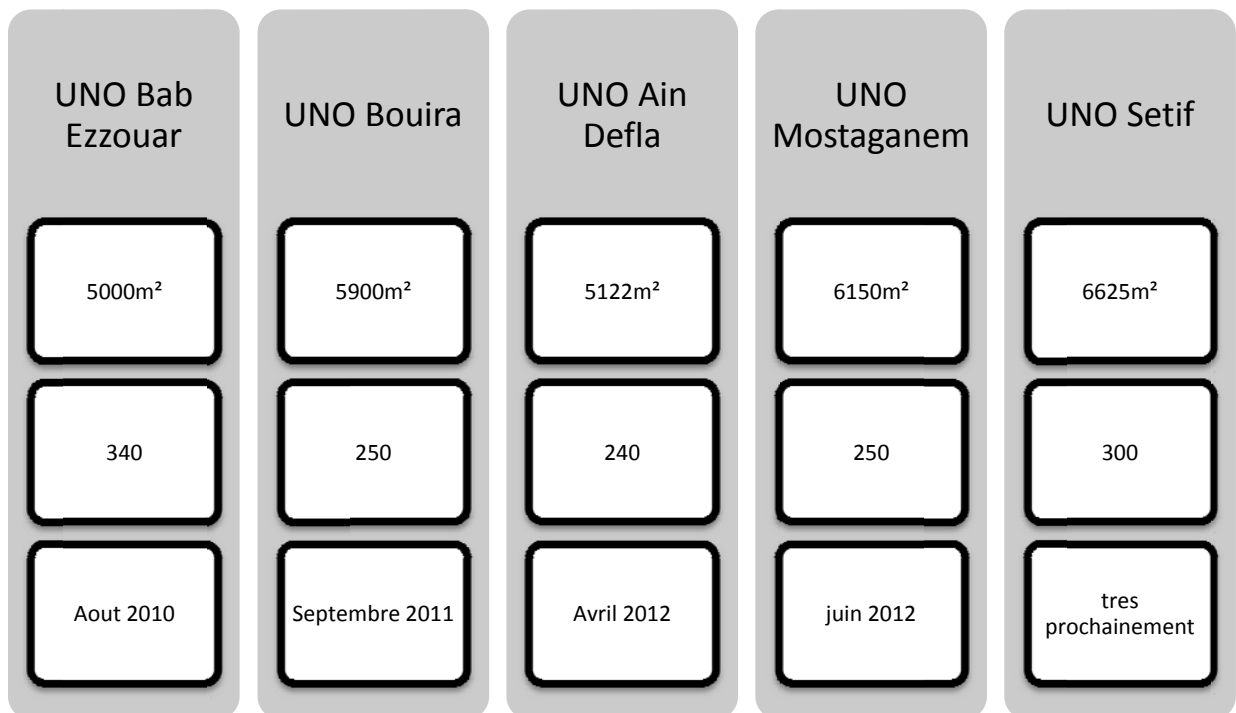 UNO Bab
Ezzouar
5000m²
340
Aout 2010
UNO Bouira
5900m²
250
Septembre 2011
UNO Ain
Defla
5122m²
240
Avril 2012
UNO
Mostaganem
6150m²
250
juin 2012
UNO Setif
6625m²
300
tres
prochainement